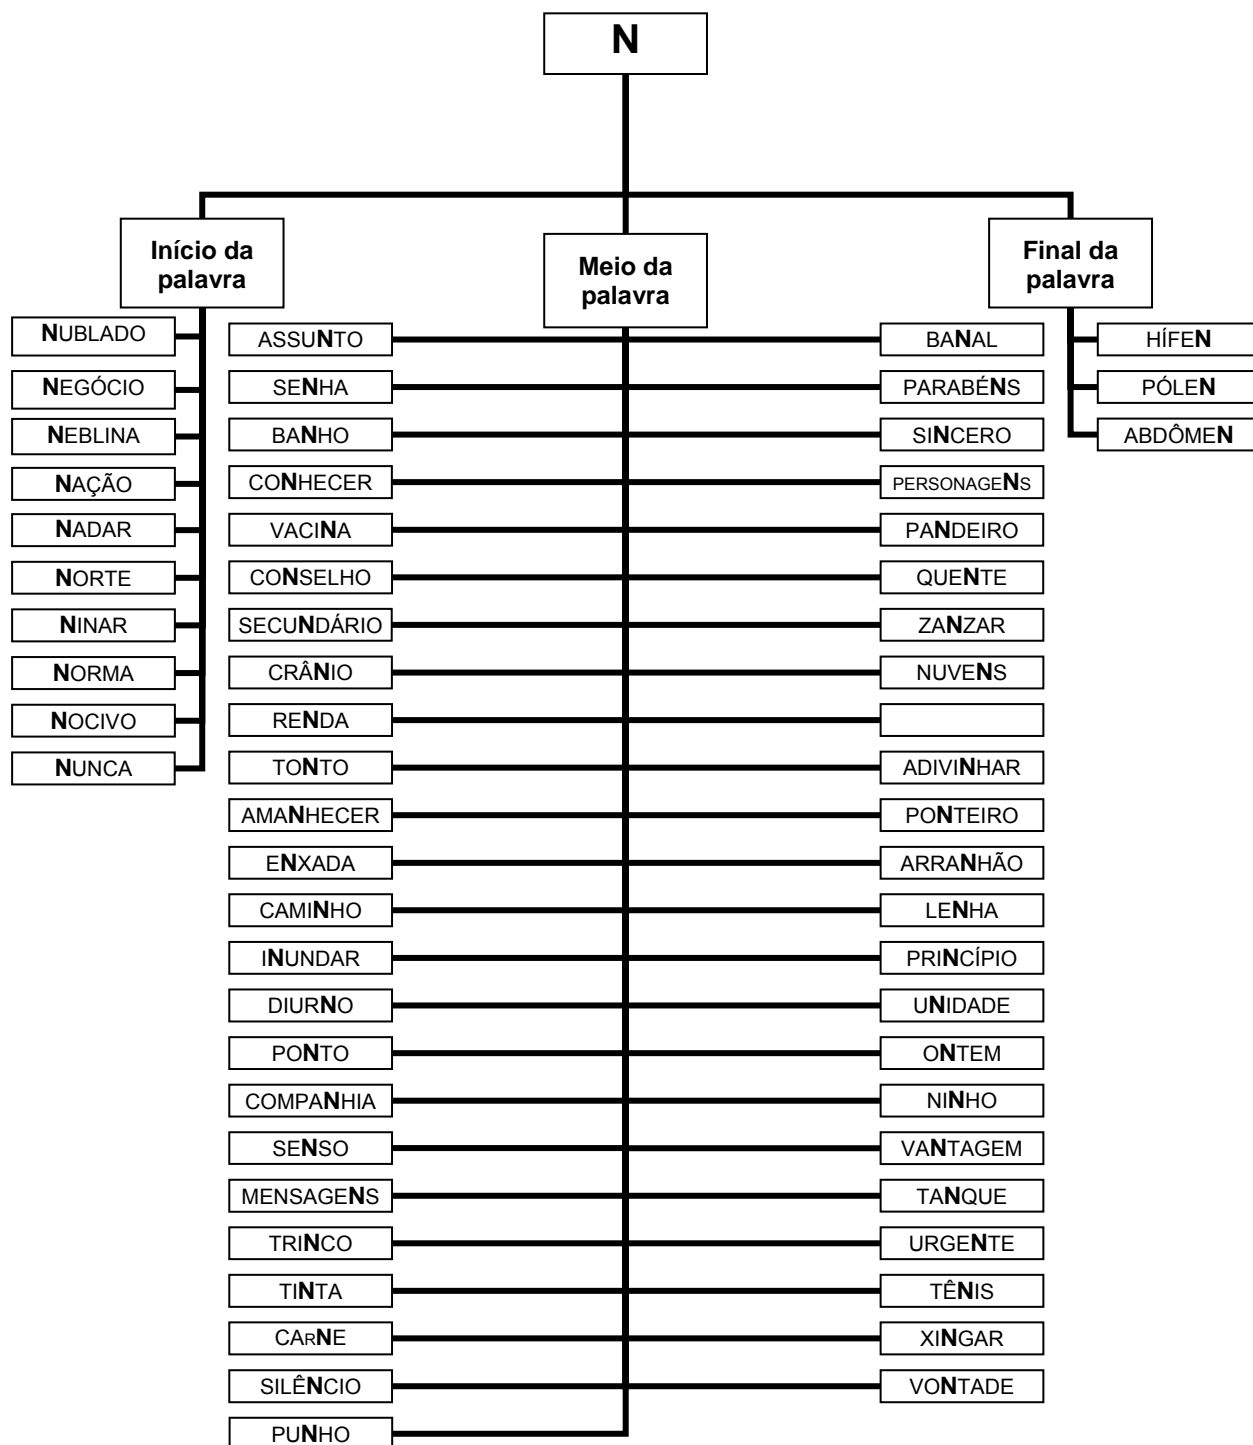 N
Início da
palavra
Meio da
palavra
Final da
palavra
NUBLADO
NEGÓCIO
NEBLINA
NAÇÃO
NADAR
NORTE
NINAR
NORMA
NOCIVO
NUNCA
ASSUNTO
SENHA
BANHO
CONHECER
VACINA
CONSELHO
SECUNDÁRIO
CRÂNIO
RENDA
TONTO
AMANHECER
ENXADA
CAMINHO
INUNDAR
DIURNO
PONTO
COMPANHIA
SENSO
MENSAGENS
TRINCO
TINTA
CArNE
SILÊNCIO
PUNHO
BANAL
PARABÉNS
SINCERO
PERSONAGENS
PANDEIRO
QUENTE
ZANZAR
NUVENS
ADIVINHAR
PONTEIRO
ARRANHÃO
LENHA
PRINCÍPIO
UNIDADE
ONTEM
NINHO
VANTAGEM
TANQUE
URGENTE
TÊNIS
XINGAR
VONTADE
HÍFEN
PÓLEN
ABDÔMEN